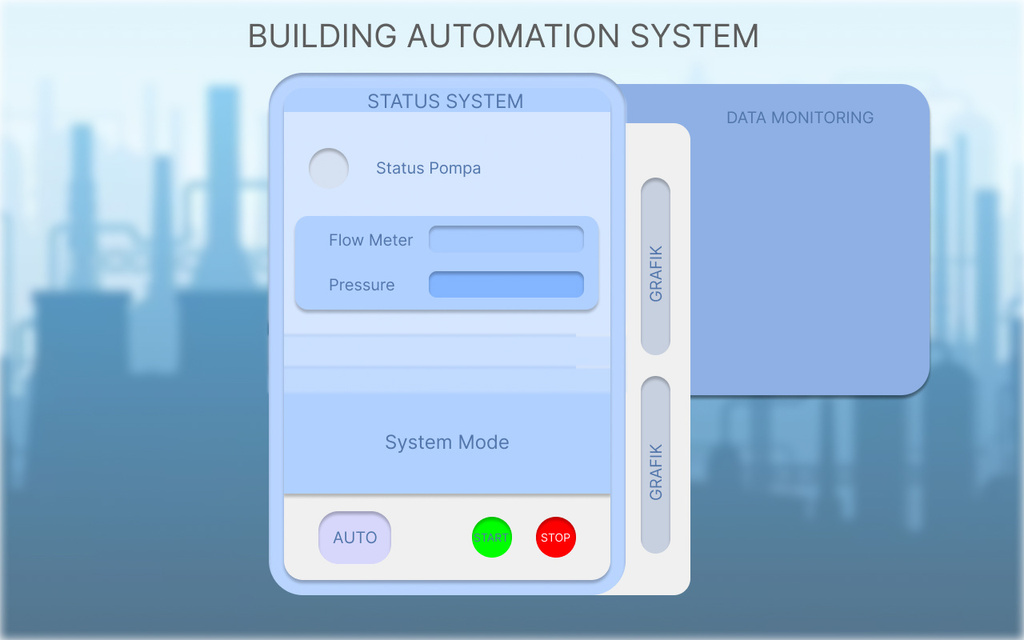 BUILDING AUTOMATION SYSTEM
STATUS SYSTEM
DATA MONITORING
Status Pompa
Flow Meter
Pressure
GRAFIK
GRAFIK
System Mode
AUTO
START
STOP